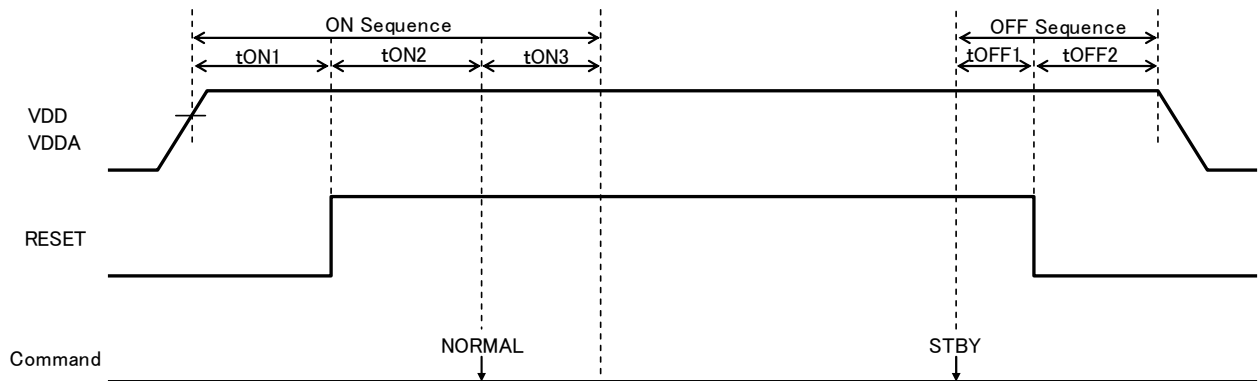 ON Sequence
OFF Sequence
tON1
tON2
tON3
tOFF1
tOFF2
VDD
VDDA
RESET
NORMAL
STBY
Command